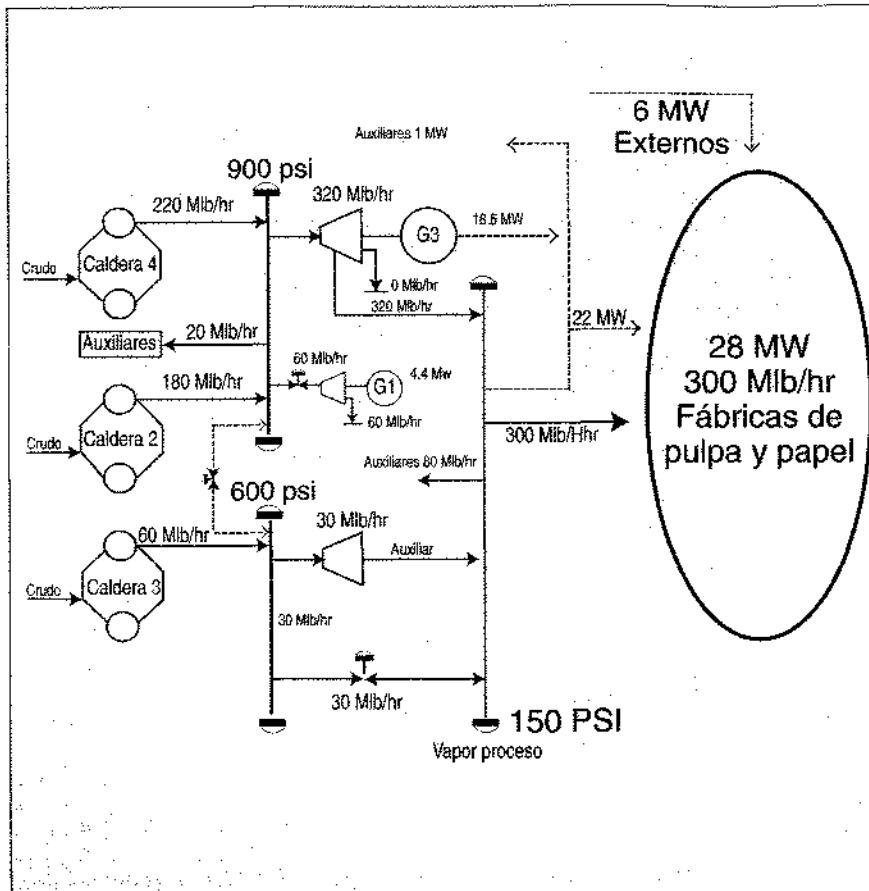 6 MW
Externos
Auxiliares 1 MW
900 psi
320 Mlb/hr
220 Mlb/hr
G3
18.6 MW
Crudo
Caldera 4
0 Mlb/hr
320 Mlb/hr
20 Mlb/hr
Auxiliares
22 MW
60 Mlb/hr
4.4 Mw
180 Mlb/hr
G1
28 MW
300 Mlb/hr
Fábricas de
pulpa y papel
60 Mlb/hr
Crudo
Caldera 2
300 Mlb/Hhr
Auxiliares 80 Mlb/hr
600 psi
30 Mlb/hr
60 Mlb/hr
Auxiliar
Crudo
Caldera 3
30 Mlb/hr
30 Mlb/hr
150 PSI
Vapor proceso